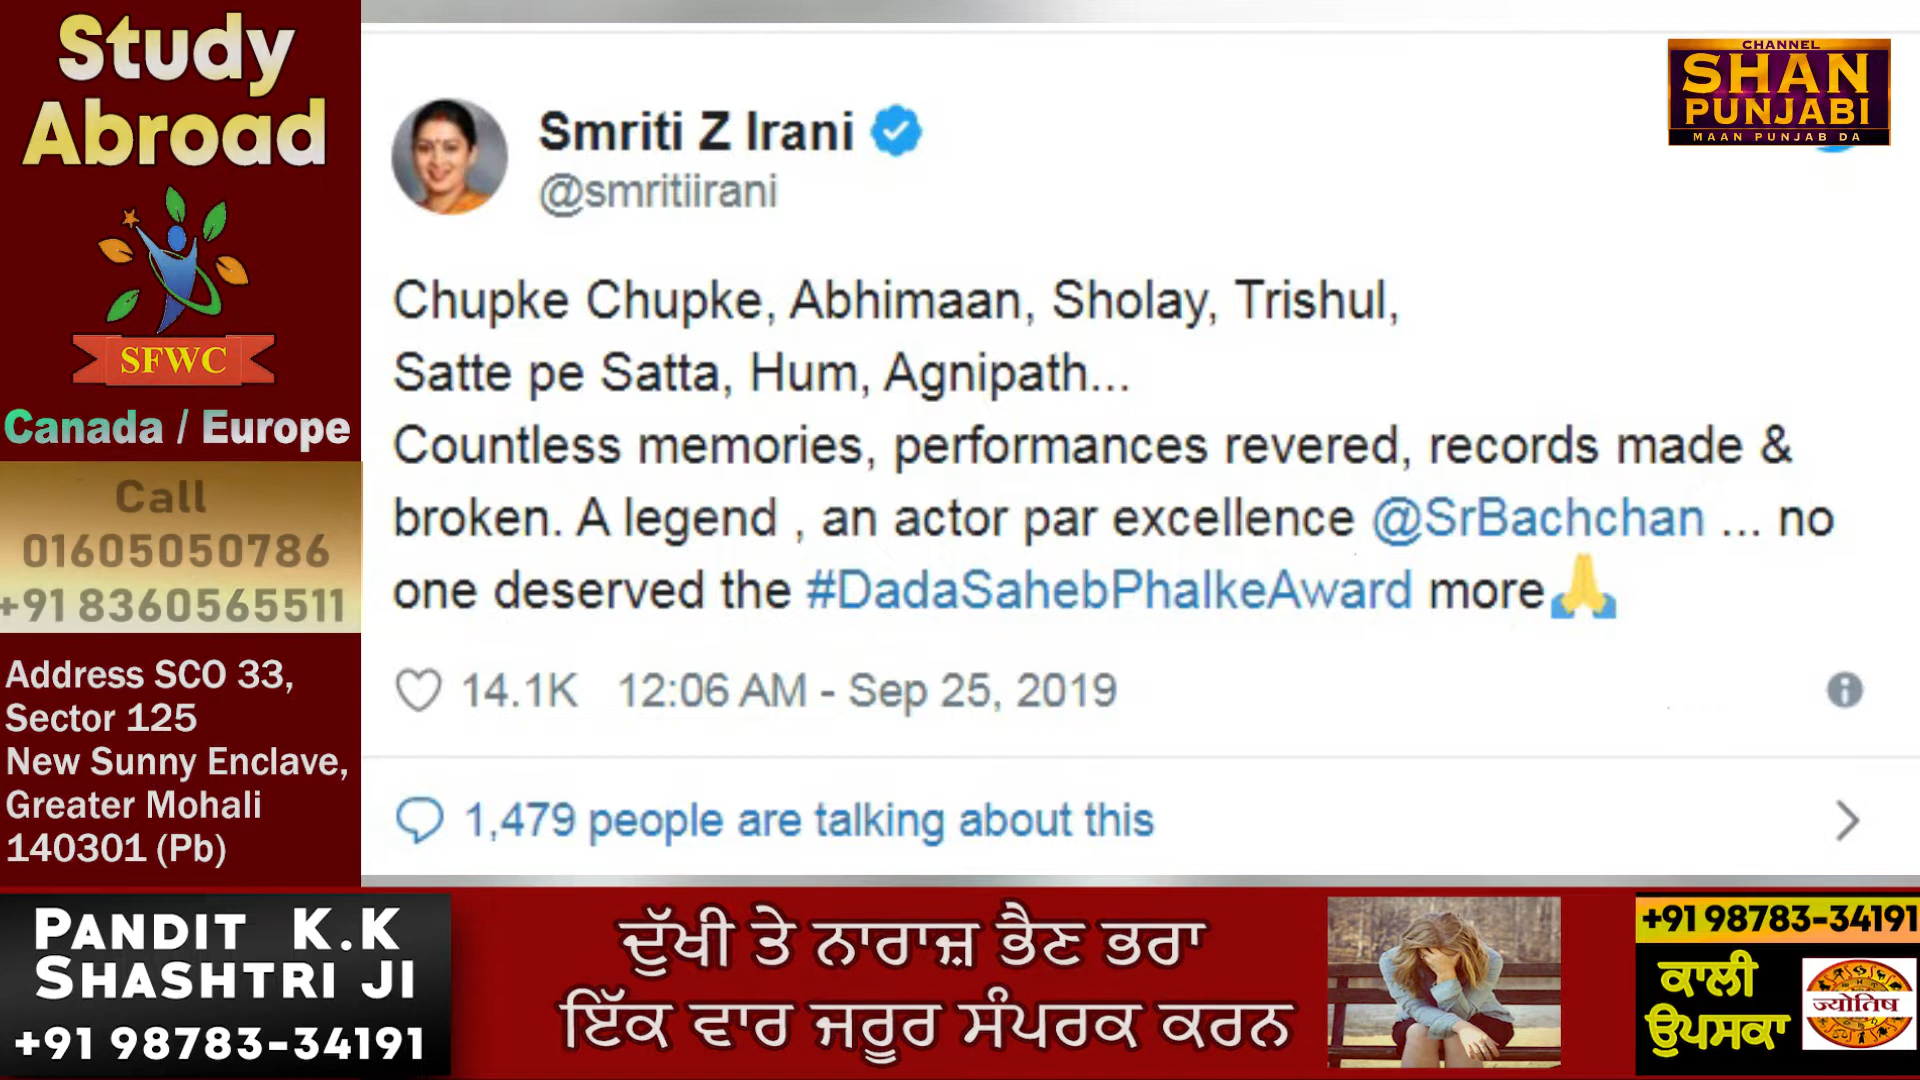 Study
Abroad
SFWC
Canada / Europe
Call
01605050786
+91 8360565511
Address SCO 33,
Sector 125
New Sunny Enclave,
Greater Mohali
140301 (Pb)
CHANNEL
SHAN
PUNJABI
MAAN PUNJAB DA
Smriti Z Irani
@smritiirani
Chupke Chupke, Abhimaan, Sholay, Trishul,
Satte pe Satta, Hum, Agnipath...
Countless memories, performances revered, records made &
broken. A legend , an actor par excellence @SrBachchan ... no
one deserved the #DadaSahebPhalkeAward more🙏
14.1K 12:06 AM - Sep 25, 2019
1,479 people are talking about this
PANDIT K.K
SHASHTRI JI
+91 98783-34191
ਦੁੱਖੀ ਤੇ ਨਾਰਾਜ਼ ਭੈਣ ਭਰਾ
ਇੱਕ ਵਾਰ ਜਰੂਰ ਸੰਪਰਕ ਕਰਨ
+91 98783-34191
ਕਾਲੀ
ਉਪਸਕਾ
ज्योतिष